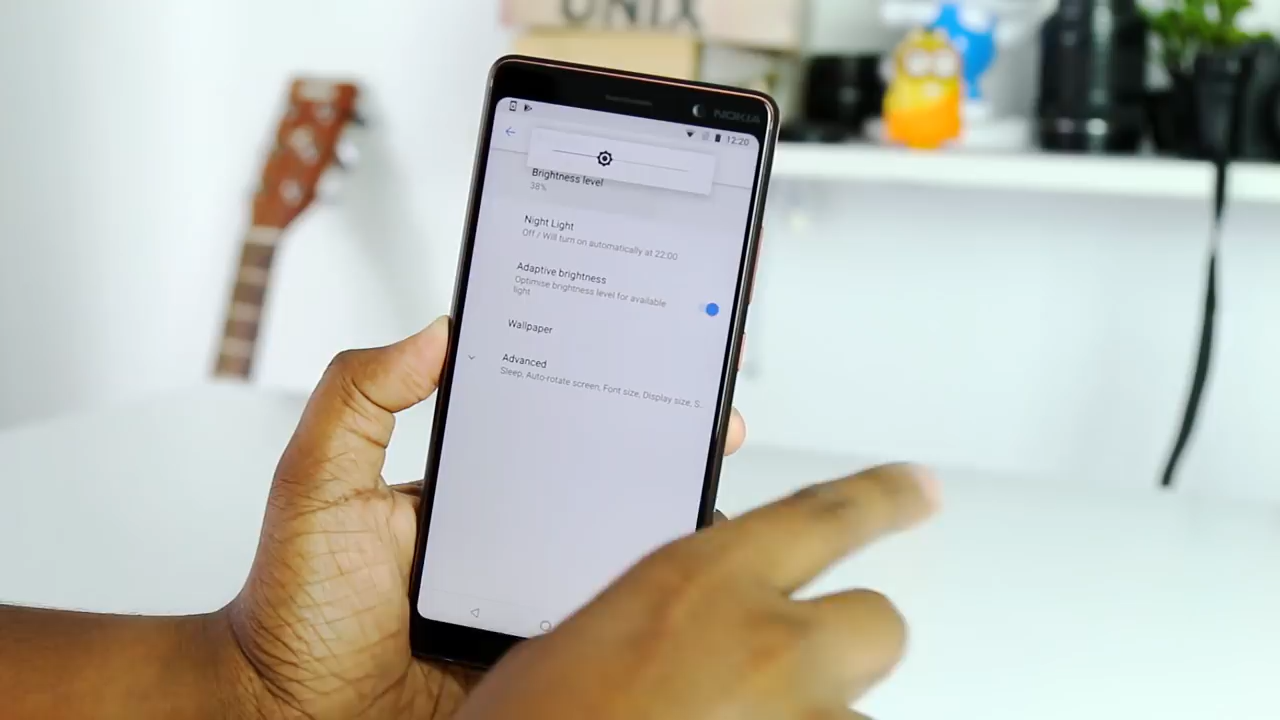 UNIX
NOKIA
12:20
Brightness level
38%
Night Light
Off / Will turn on automatically at 22:00
Adaptive brightness
Optimise brightness level for available
light
Wallpaper
Advanced
Sleep, Auto-rotate screen, Font size, Display size, S..